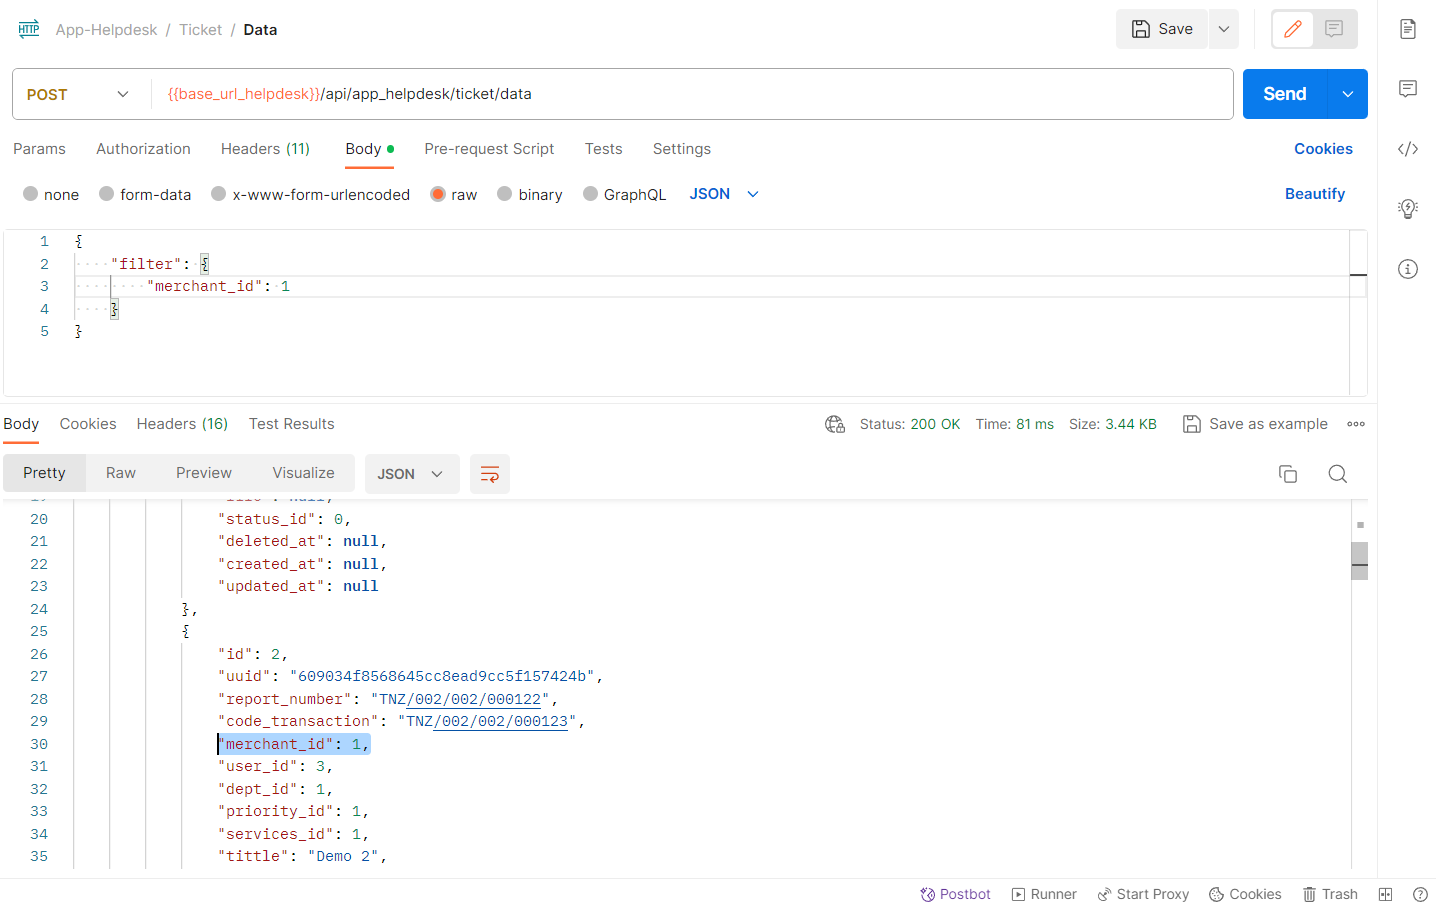 HTTP App-Helpdesk / Ticket / Data Save
POST {{base_url_helpdesk}}/api/app_helpdesk/ticket/data Send
Params Authorization Headers (11) Body Pre-request Script Tests Settings Cookies
none form-data x-www-form-urlencoded raw binary GraphQL JSON Beautify
1 {
2 "filter": {
3 "merchant_id": 1
4 }
5 }
Body Cookies Headers (16) Test Results Status: 200 OK Time: 81 ms Size: 3.44 KB Save as example
Pretty Raw Preview Visualize JSON
20 "status_id": 0,
21 "deleted_at": null,
22 "created_at": null,
23 "updated_at": null
24 },
25 {
26 "id": 2,
27 "uuid": "609034f8568645cc8ead9cc5f157424b",
28 "report_number": "TNZ/002/002/000122",
29 "code_transaction": "TNZ/002/002/000123",
30 "merchant_id": 1,
31 "user_id": 3,
32 "dept_id": 1,
33 "priority_id": 1,
34 "services_id": 1,
35 "tittle": "Demo 2",
Postbot Runner Start Proxy Cookies Trash